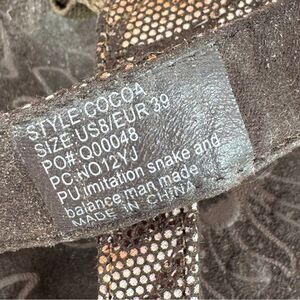 STYLE:COCOA
SIZE:US8/EUR 39
PO#:Q00048
PC:NO12YJ
PU imitation snake and
balance man made
MADE IN CHINA